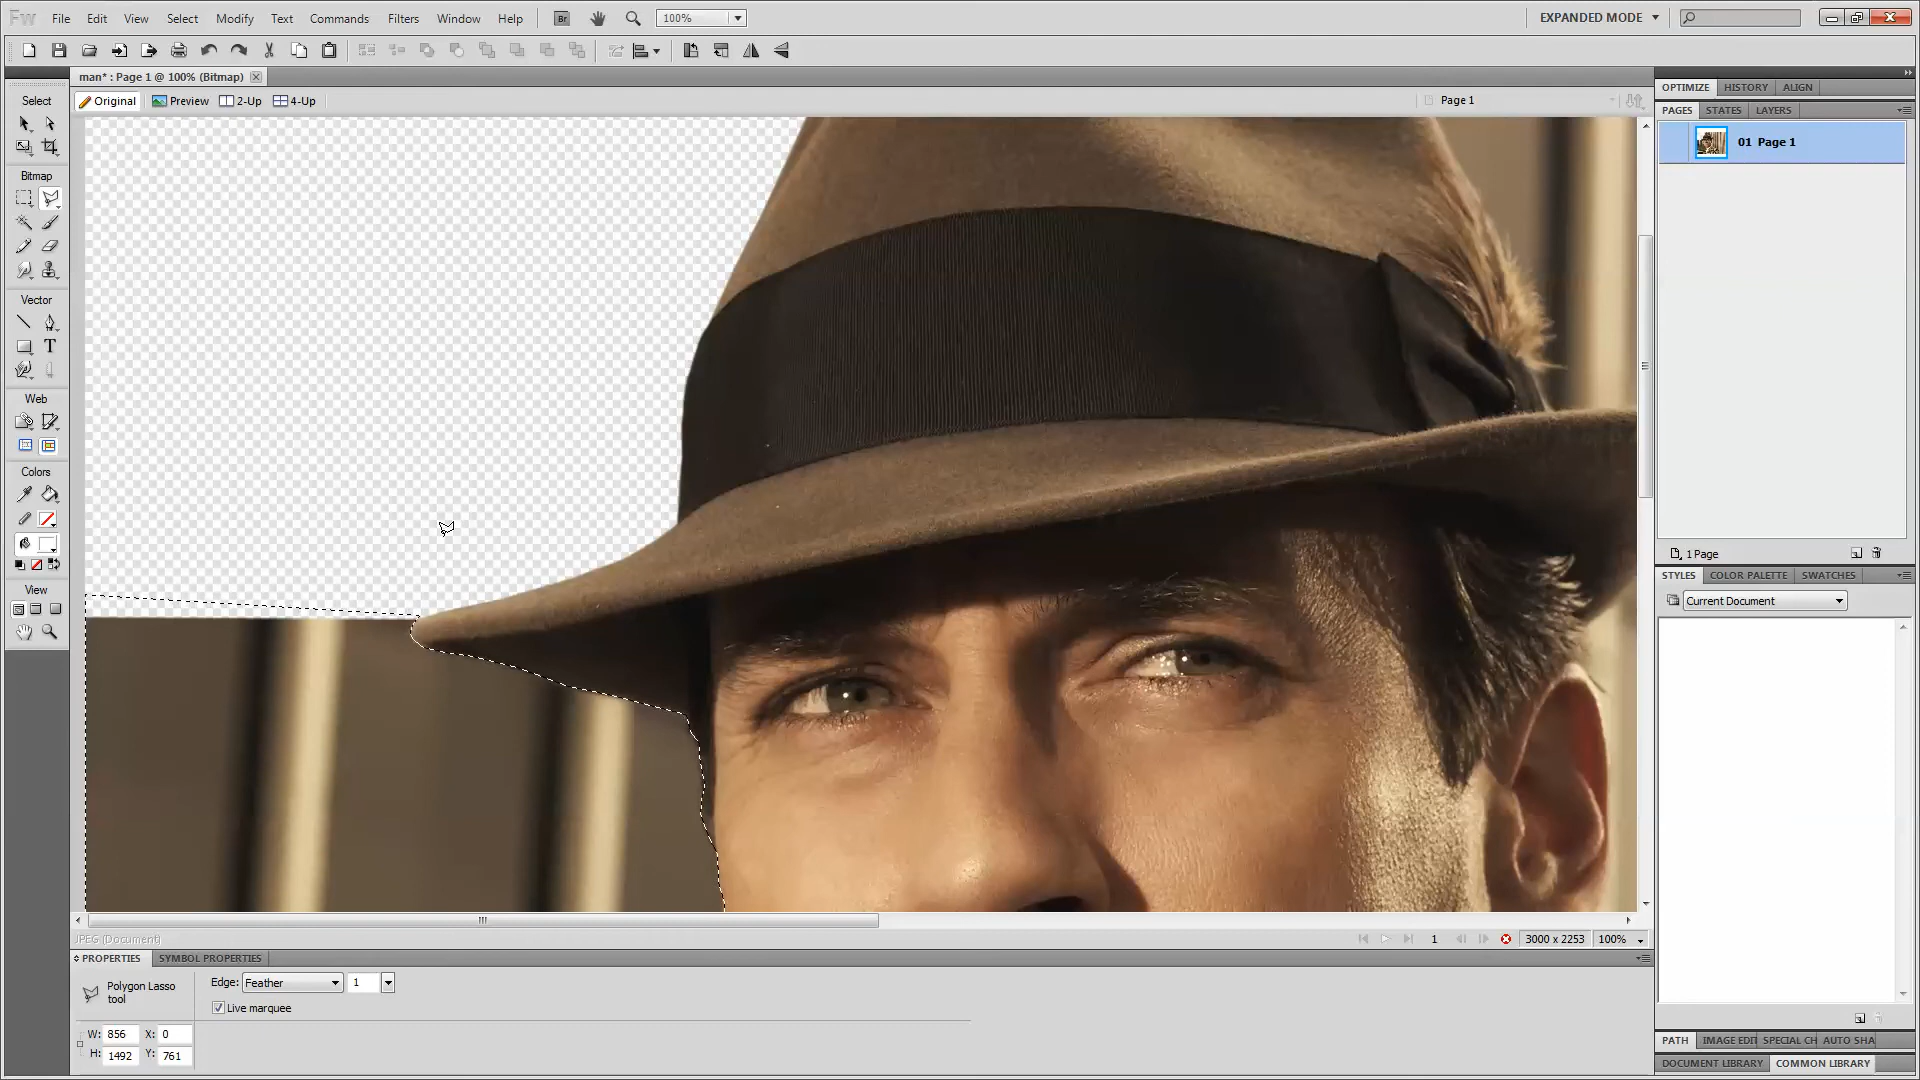 Fw File Edit View Select Modify Text Commands Filters Window Help Br 100% EXPANDED MODE
man* : Page 1 @ 100% (Bitmap)
Original Preview 2-Up 4-Up Page 1
Select
Bitmap
Vector
T
Web
Colors
View
OPTIMIZE HISTORY ALIGN
PAGES STATES LAYERS
01 Page 1
1 Page
STYLES COLOR PALETTE SWATCHES
Current Document
JPEG (Document) 1 3000 x 2253 100%
PROPERTIES SYMBOL PROPERTIES
Polygon Lasso tool
Edge: Feather 1
Live marquee
W: 856 X: 0
H: 1492 Y: 761
PATH IMAGE EDIT SPECIAL CH AUTO SHA
DOCUMENT LIBRARY COMMON LIBRARY